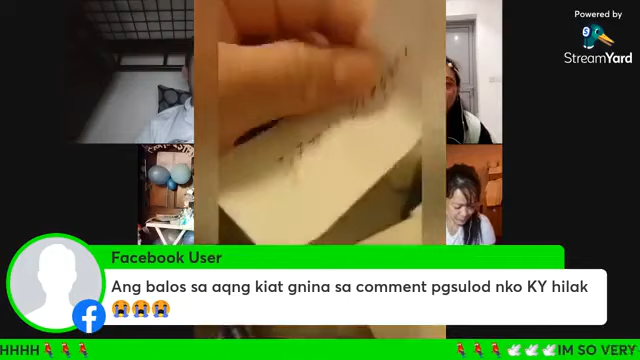 Powered by
StreamYard
Facebook User
Ang balos sa aqng kiat gnina sa comment pgsulod nko KY hilak
😭😭😭
HHHH🦜🦜🦜 🦜🦜🦜🕊🕊🕊IM SO VERY